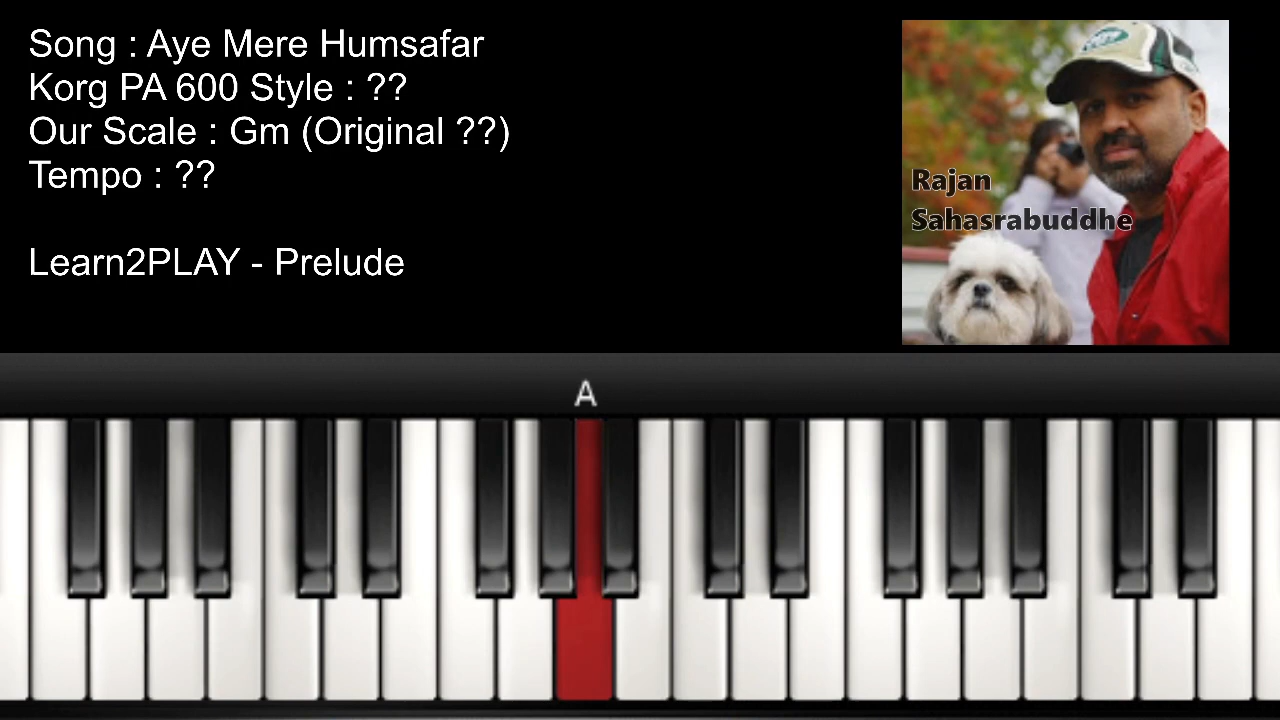 Song : Aye Mere Humsafar
Korg PA 600 Style : ??
Our Scale : Gm (Original ??)
Tempo : ??
Learn2PLAY - Prelude
Rajan
Sahasrabuddhe
A